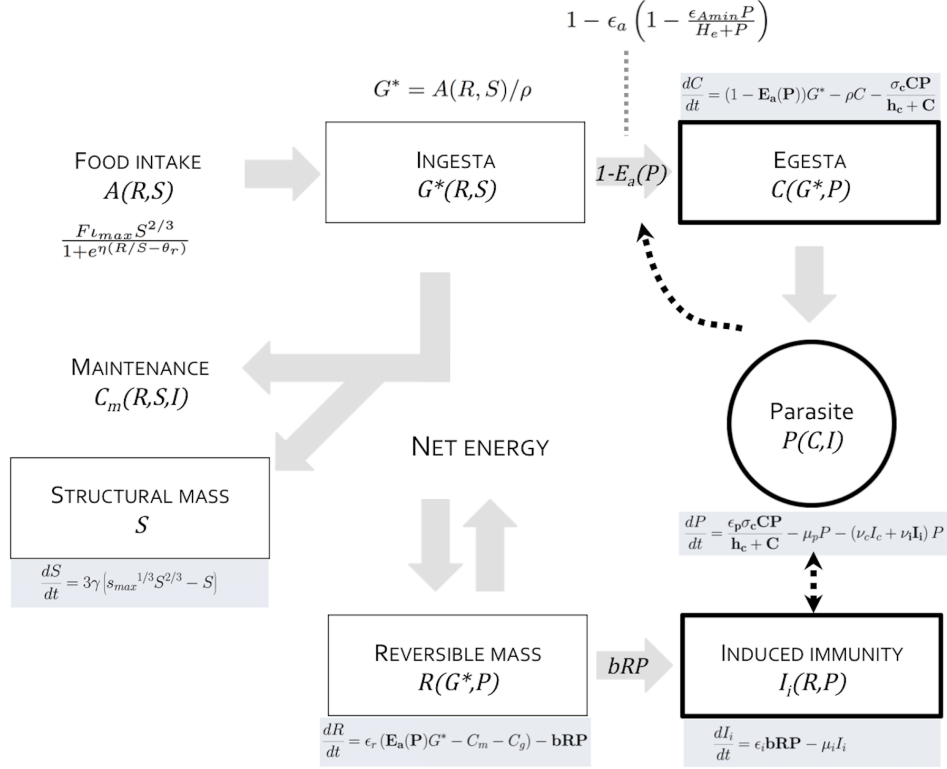 1 − ϵ_a (1 − ϵ_{Amin}P / (H_e + P))
G* = A(R, S)/ρ
dC/dt = (1 − E_a(P))G* − ρC − σ_cCP / (h_c + C)
FOOD INTAKE
A(R,S)
Fι_{max}S^{2/3} / (1+e^{η(R/S−θ_r)})
INGESTA
G*(R,S)
1-E_a(P)
EGESTA
C(G*,P)
MAINTENANCE
C_m(R,S,I)
Parasite
P(C,I)
NET ENERGY
STRUCTURAL MASS
S
dS/dt = 3γ{s_{max}^{1/3}S^{2/3} − S}
dP/dt = ϵ_pσ_cCP / (h_c + C) − μ_pP − (ν_cI_c + ν_iI_i) P
REVERSIBLE MASS
R(G*,P)
bRP
INDUCED IMMUNITY
I_i(R,P)
dR/dt = ϵ_r (E_a(P)G* − C_m − C_g) − bRP
dI_i/dt = ϵ_ibRP − μ_iI_i